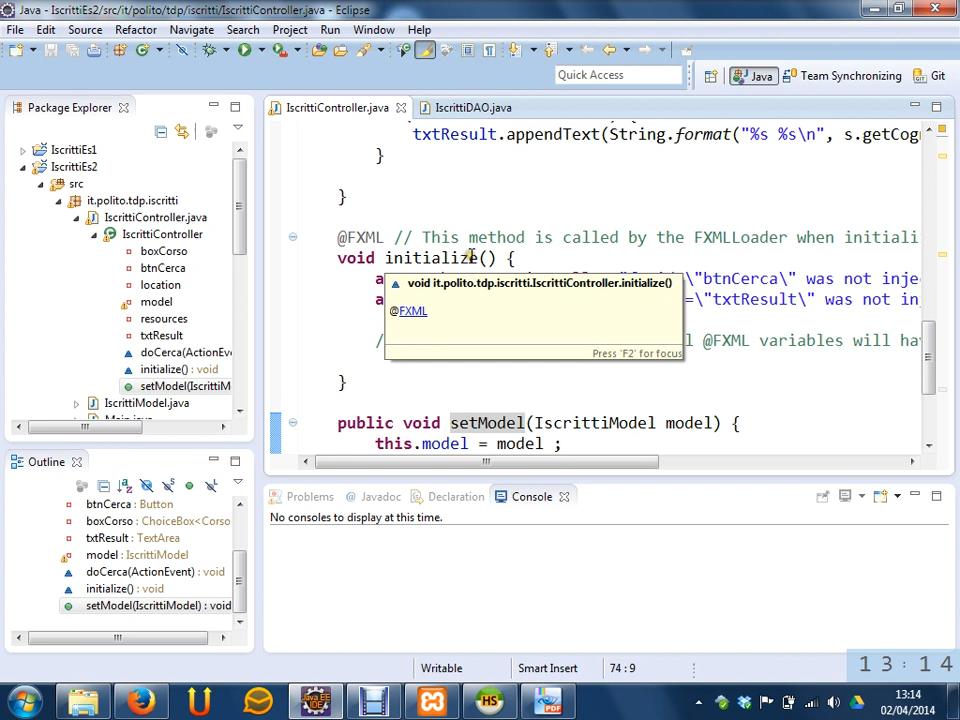 Java - IscrittiEs2/src/it/polito/tdp/iscritti/IscrittiController.java - Eclipse
File Edit Source Refactor Navigate Search Project Run Window Help
Quick Access
Java Team Synchronizing Git
Package Explorer
IscrittiEs1
IscrittiEs2
src
it.polito.tdp.iscritti
IscrittiController.java
IscrittiController
boxCorso
btnCerca
location
model
resources
txtResult
doCerca(ActionEv
initialize() : void
setModel(IscrittiM
IscrittiModel.java
Outline
btnCerca : Button
boxCorso : ChoiceBox<Corso
txtResult : TextArea
model : IscrittiModel
doCerca(ActionEvent) : void
initialize() : void
setModel(IscrittiModel) : void
IscrittiController.java IscrittiDAO.java
txtResult.appendText(String.format("%s %s\n", s.getCogn
}
}
@FXML // This method is called by the FXMLLoader when initiali
void initialize() {
\"btnCerca\" was not inje
=\"txtResult\" was not inj
void it.polito.tdp.iscritti.IscrittiController.initialize()
@FXML
Press 'F2' for focus
@FXML variables will hav
}
public void setModel(IscrittiModel model) {
this.model = model ;
Problems @ Javadoc Declaration Console
No consoles to display at this time.
Writable Smart Insert 74 : 9
13:14
13:14
02/04/2014